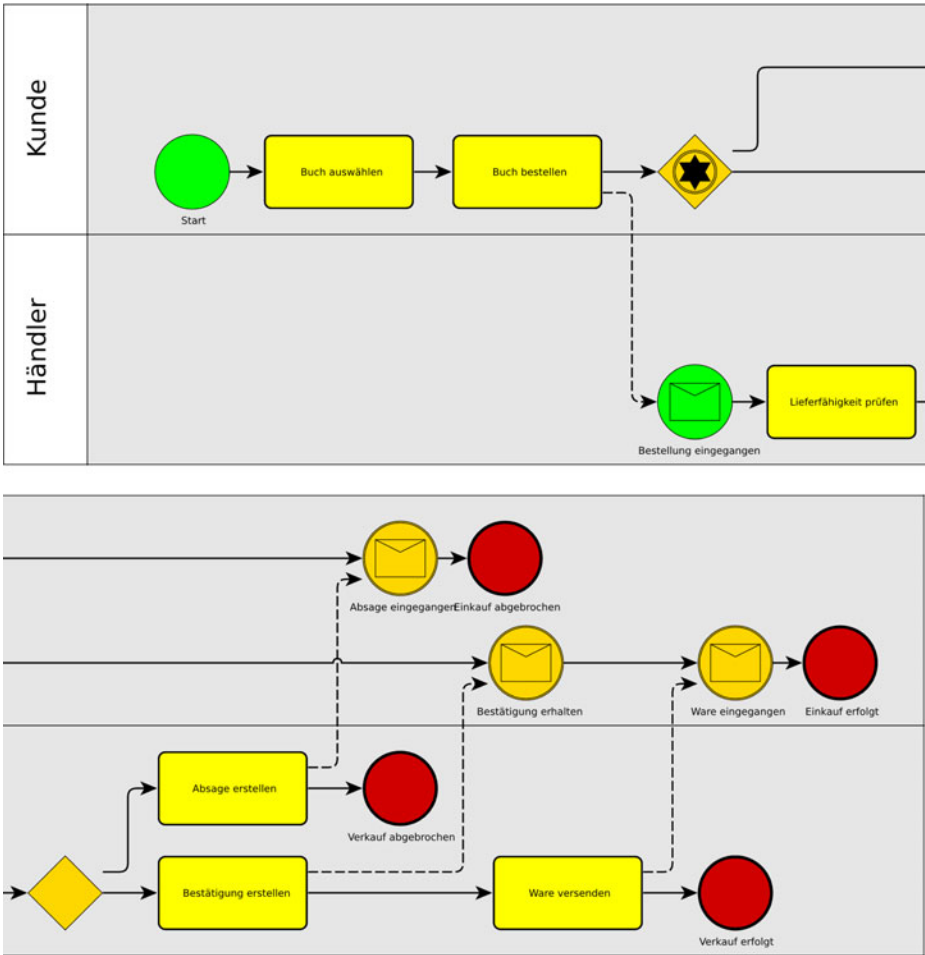 Kunde
Buch auswählen
Buch bestellen
Start
Händler
Lieferfähigkeit prüfen
Bestellung eingegangen
Absage eingegangen
Einkauf abgebrochen
Bestätigung erhalten
Ware eingegangen
Einkauf erfolgt
Absage erstellen
Verkauf abgebrochen
Bestätigung erstellen
Ware versenden
Verkauf erfolgt